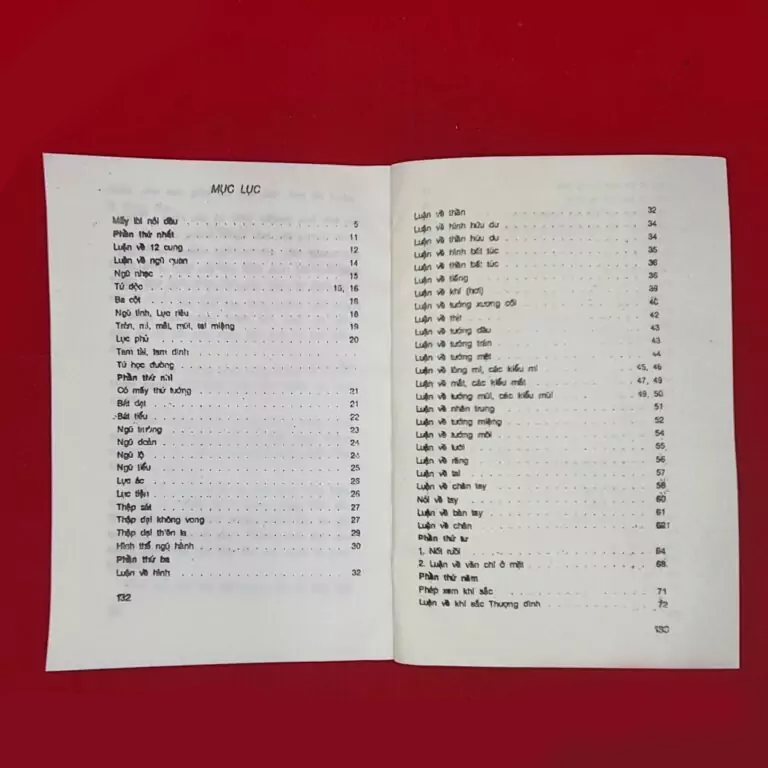 MỤC LỤC
Mấy lời nói đầu . . . 5
Phần thứ nhất . . . 11
Luận về 12 cung . . . 12
Luận về ngũ quan . . . 14
Ngũ nhạc . . . 15
Tứ độc . . . 15, 16
Ba cột . . . 16
Ngũ tinh, Lục riêu . . . 18
Trán, núi, mắt, mũi, tai miệng . . . 19
Lục phủ . . . 20
Tam tài, tam đình . . .
Tứ học đường . . .
Phần thứ nhì
Có mấy thứ tướng . . . 21
Bát đạt . . . 21
Bát tiểu . . . 22
Ngũ trường . . . 23
Ngũ đoản . . . 24
Ngũ lộ . . . 24
Ngũ tiểu . . . 25
Lục ác . . . 25
Lục tiện . . . 26
Thập sát . . . 27
Thập đại không vong . . . 27
Thập đại thiên la . . . 29
Hình thể ngũ hành . . . 30
Phần thứ ba
Luận về hình . . . 32
132
Luận về thần . . . 32
Luận về hình hữu dư . . . 34
Luận về thần hữu dư . . . 34
Luận về hình bất túc . . . 35
Luận về thần bất túc . . . 36
Luận về tiếng . . . 36
Luận về khí (hơi) . . . 39
Luận về tướng xương cốt . . . 40
Luận về thịt . . . 42
Luận về tướng đầu . . . 43
Luận về tướng trán . . . 43
Luận về tướng mặt . . . 44
Luận về lông mi, các kiểu mi . . . 45, 46
Luận về mắt, các kiểu mắt . . . 47, 49
Luận về tướng mũi, các kiểu mũi . . . 49, 50
Luận về nhân trung . . . 51
Luận về tướng miệng . . . 52
Luận về tướng môi . . . 54
Luận về lưỡi . . . 55
Luận về răng . . . 56
Luận về tai . . . 57
Luận về chân tay . . . 58
Nói về tay . . . 60
Luận về bàn tay . . . 61
Luận về chân . . . 621
Phần thứ tư
1. Nốt ruồi . . . 64
2. Luận về văn chỉ ở mặt . . . 68
Phần thứ năm
Phép xem khí sắc . . . 71
Luận về khí sắc Thượng đình . . . 72
133